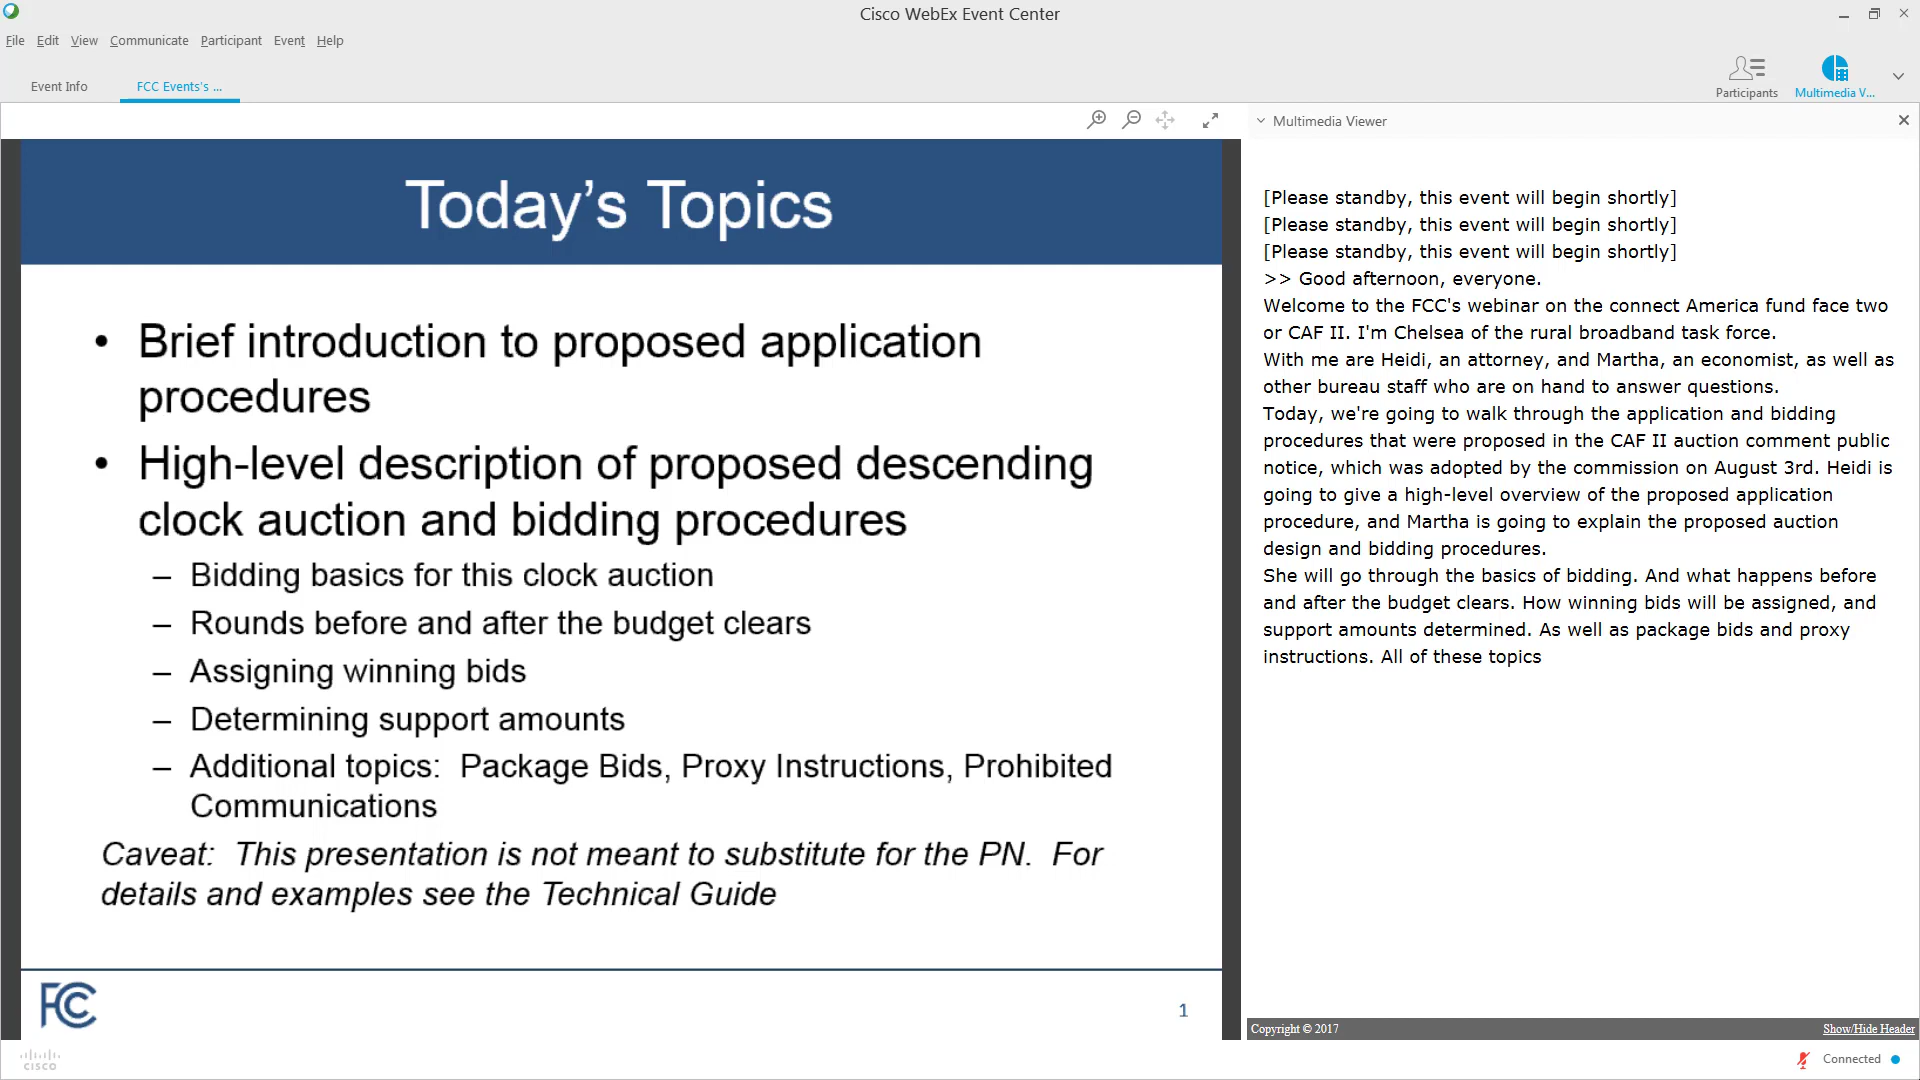 Cisco WebEx Event Center
File Edit View Communicate Participant Event Help
Event Info FCC Events's ...
Participants Multimedia V...
Multimedia Viewer
Today's Topics
• Brief introduction to proposed application
procedures
• High-level description of proposed descending
clock auction and bidding procedures
– Bidding basics for this clock auction
– Rounds before and after the budget clears
– Assigning winning bids
– Determining support amounts
– Additional topics: Package Bids, Proxy Instructions, Prohibited
Communications
Caveat: This presentation is not meant to substitute for the PN. For
details and examples see the Technical Guide
FCC
1
[Please standby, this event will begin shortly]
[Please standby, this event will begin shortly]
[Please standby, this event will begin shortly]
>> Good afternoon, everyone.
Welcome to the FCC's webinar on the connect America fund face two
or CAF II. I'm Chelsea of the rural broadband task force.
With me are Heidi, an attorney, and Martha, an economist, as well as
other bureau staff who are on hand to answer questions.
Today, we're going to walk through the application and bidding
procedures that were proposed in the CAF II auction comment public
notice, which was adopted by the commission on August 3rd. Heidi is
going to give a high-level overview of the proposed application
procedure, and Martha is going to explain the proposed auction
design and bidding procedures.
She will go through the basics of bidding. And what happens before
and after the budget clears. How winning bids will be assigned, and
support amounts determined. As well as package bids and proxy
instructions. All of these topics
Copyright © 2017 Show/Hide Header
cisco
Connected